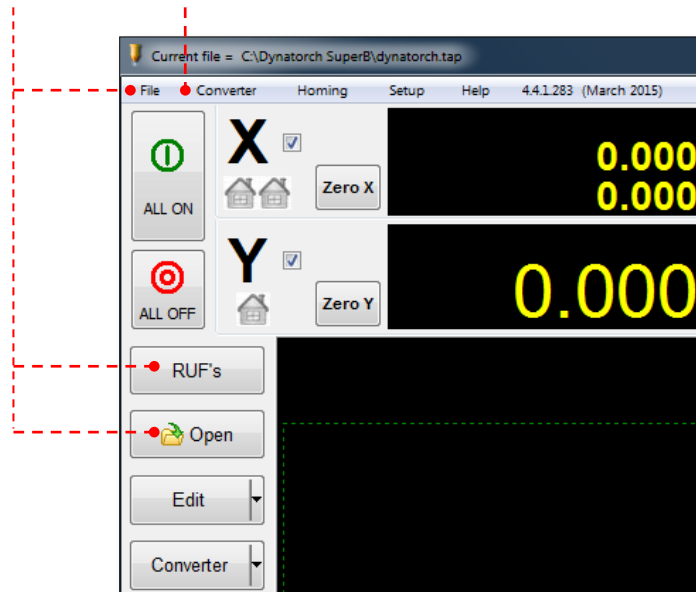 Current file = C:\Dynatorch SuperB\dynatorch.tap
File Converter Homing Setup Help 4.4.1.283 (March 2015)
X
0.000
0.000
Zero X
ALL ON
Y
0.000
Zero Y
ALL OFF
RUF's
Open
Edit
Converter